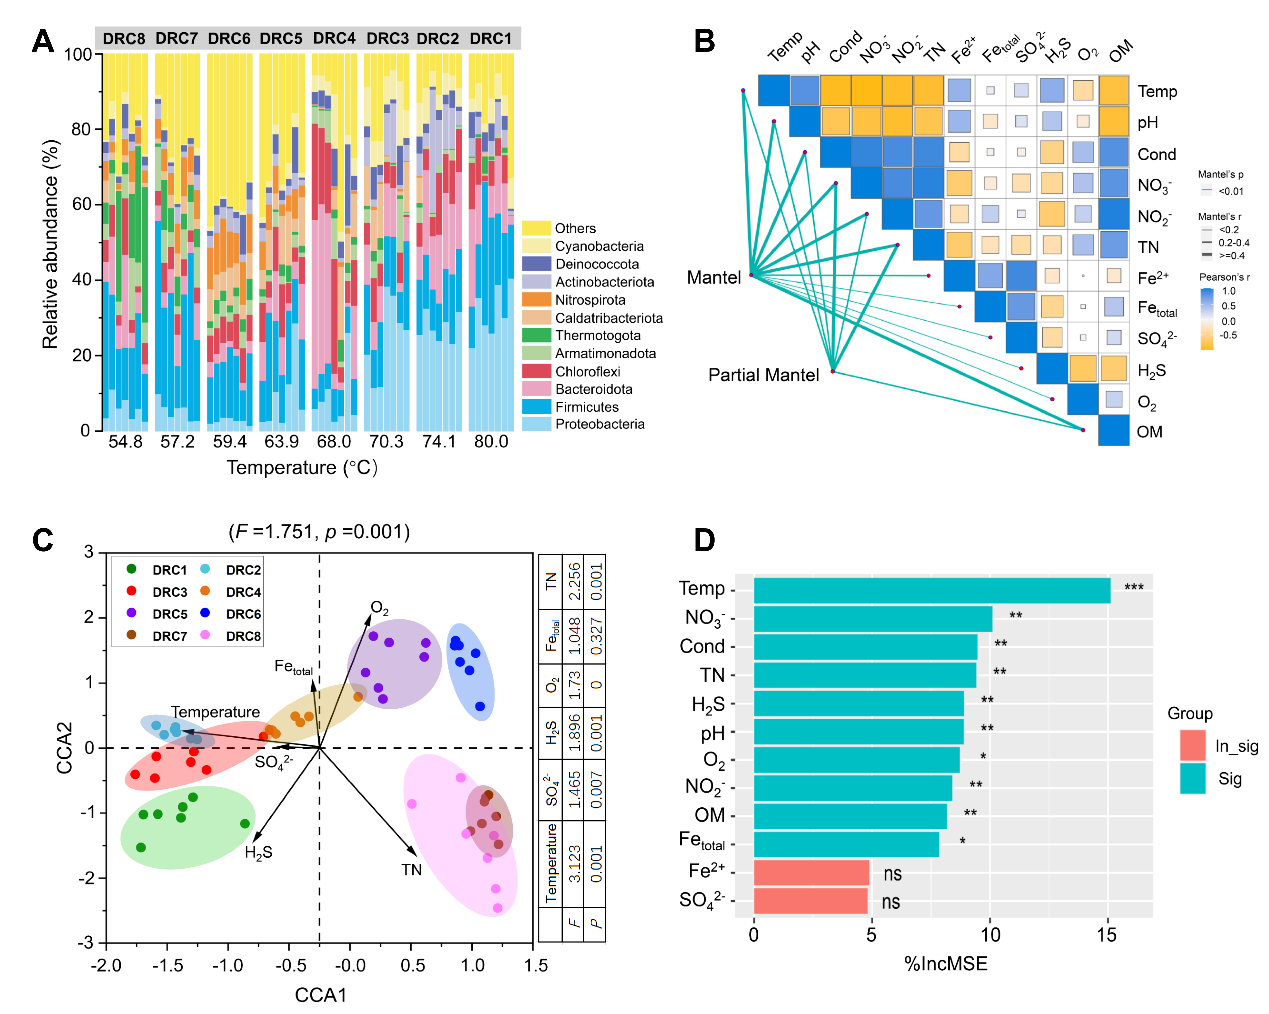 A
DRC8 DRC7 DRC6 DRC5 DRC4 DRC3 DRC2 DRC1
100
80
60
40
20
0
Relative abundance (%)
54.8 57.2 59.4 63.9 68.0 70.3 74.1 80.0
Temperature (°C)
Others
Cyanobacteria
Deinococcota
Actinobacteriota
Nitrospirota
Caldatribacteriota
Thermotogota
Armatimonadota
Chloroflexi
Bacteroidota
Firmicutes
Proteobacteria
B
Temp pH Cond NO₃⁻ NO₂⁻ TN Fe²⁺ Fetotal SO₄²⁻ H₂S O₂ OM
Temp
pH
Cond
NO₃⁻
NO₂⁻
TN
Fe²⁺
Fetotal
SO₄²⁻
H₂S
O₂
OM
Mantel
Partial Mantel
Mantel's p
<0.01
Mantel's r
<0.2
0.2-0.4
>=0.4
Pearson's r
1.0
0.5
0.0
-0.5
C
(F =1.751, p =0.001)
DRC1 DRC2
DRC3 DRC4
DRC5 DRC6
DRC7 DRC8
3
2
1
0
-1
-2
-3
CCA2
O₂
Fetotal
Temperature
SO₄²⁻
H₂S
TN
-2.0 -1.5 -1.0 -0.5 -0.0 0.5 1.0 1.5
CCA1
TN 2.256 0.001
Fetotal 1.048 0.327
O₂ 1.73 0
H₂S 1.896 0.001
SO₄²⁻ 1.465 0.007
Temperature 3.123 0.001
F P
D
Temp ***
NO₃⁻ **
Cond **
TN **
H₂S **
pH **
O₂ *
NO₂⁻ **
OM **
Fetotal *
Fe²⁺ ns
SO₄²⁻ ns
0 5 10 15
%IncMSE
Group
In_sig
Sig